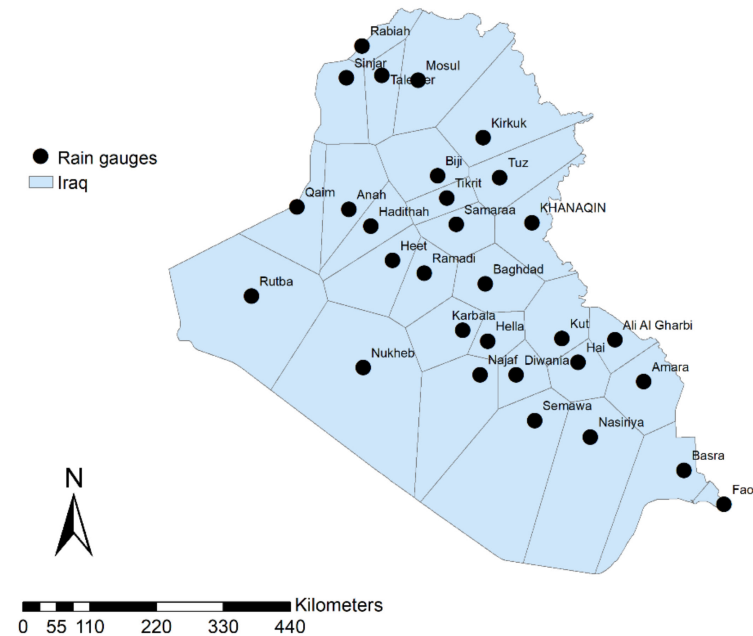 Rabiah
Sinjar
Mosul
Kirkuk
Rain gauges
Biji
Tuz
Iraq
Tikrit
Qaim
Anah
Hadithah
Samaraa
KHANAQIN
Heet
Ramadi
Baghdad
Rutba
Karbala
Hella
Kut
Ali Al Gharbi
Nukheb
Najaf
Diwania
Hai
Amara
Semawa
Nasiriya
Basra
Fao
N
Kilometers
0 55 110 220 330 440